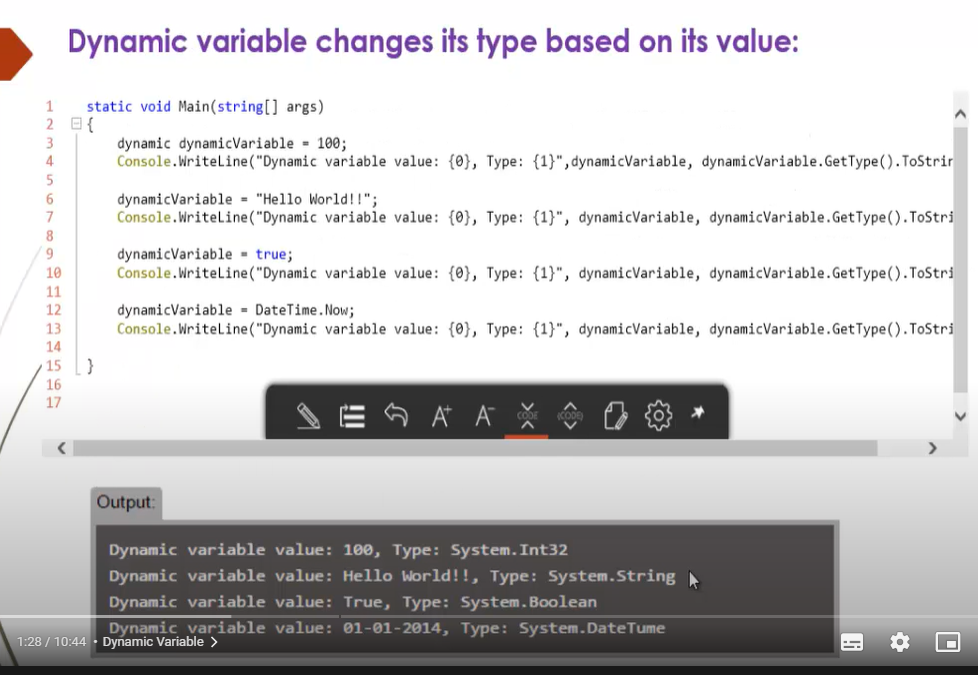 Dynamic variable changes its type based on its value:
1 static void Main(string[] args)
2 {
3 dynamic dynamicVariable = 100;
4 Console.WriteLine("Dynamic variable value: {0}, Type: {1}",dynamicVariable, dynamicVariable.GetType().ToStrin
5
6 dynamicVariable = "Hello World!!";
7 Console.WriteLine("Dynamic variable value: {0}, Type: {1}", dynamicVariable, dynamicVariable.GetType().ToStri
8
9 dynamicVariable = true;
10 Console.WriteLine("Dynamic variable value: {0}, Type: {1}", dynamicVariable, dynamicVariable.GetType().ToStri
11
12 dynamicVariable = DateTime.Now;
13 Console.WriteLine("Dynamic variable value: {0}, Type: {1}", dynamicVariable, dynamicVariable.GetType().ToStri
14
15 }
16
17
A+ A- CODE (CODE)
Output:
Dynamic variable value: 100, Type: System.Int32
Dynamic variable value: Hello World!!, Type: System.String
Dynamic variable value: True, Type: System.Boolean
Dynamic variable value: 01-01-2014, Type: System.DateTume
1:28 / 10:44 • Dynamic Variable